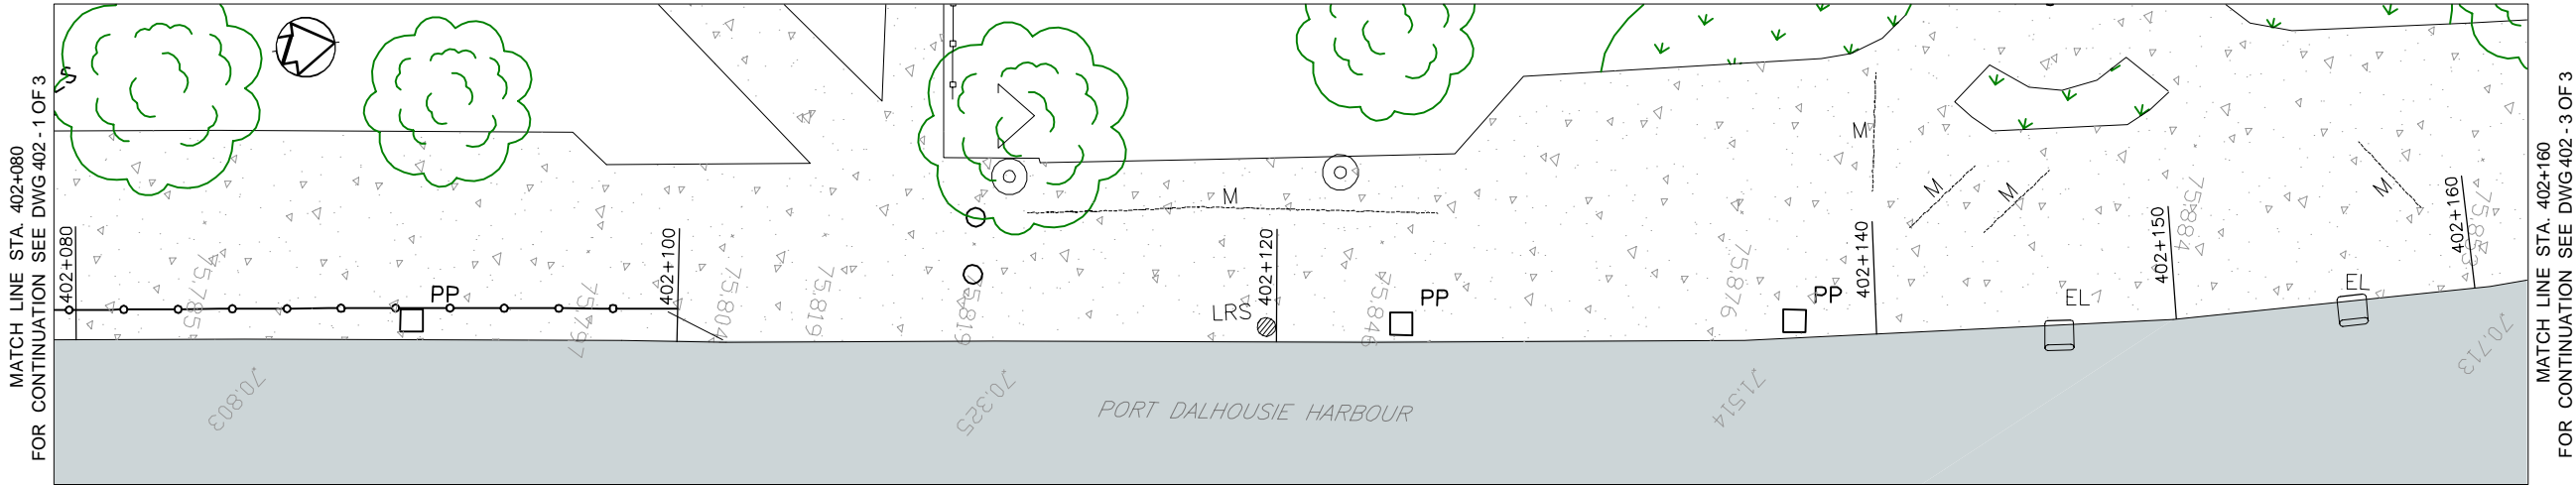 MATCH LINE STA. 402+080
FOR CONTINUATION SEE DWG 402 - 1 OF 3
S
402+080
75.785
PP
75.797
402+100
75.804
75.819
75.819
M
LRS
402+120
75.846
PP
75.876
PP
402+140
M
M
M
EL
402+150
75.884
M
EL
402+160
75.853
70.803
70.325
PORT DALHOUSIE HARBOUR
71.514
70.713
MATCH LINE STA. 402+160
FOR CONTINUATION SEE DWG 402 - 3 OF 3